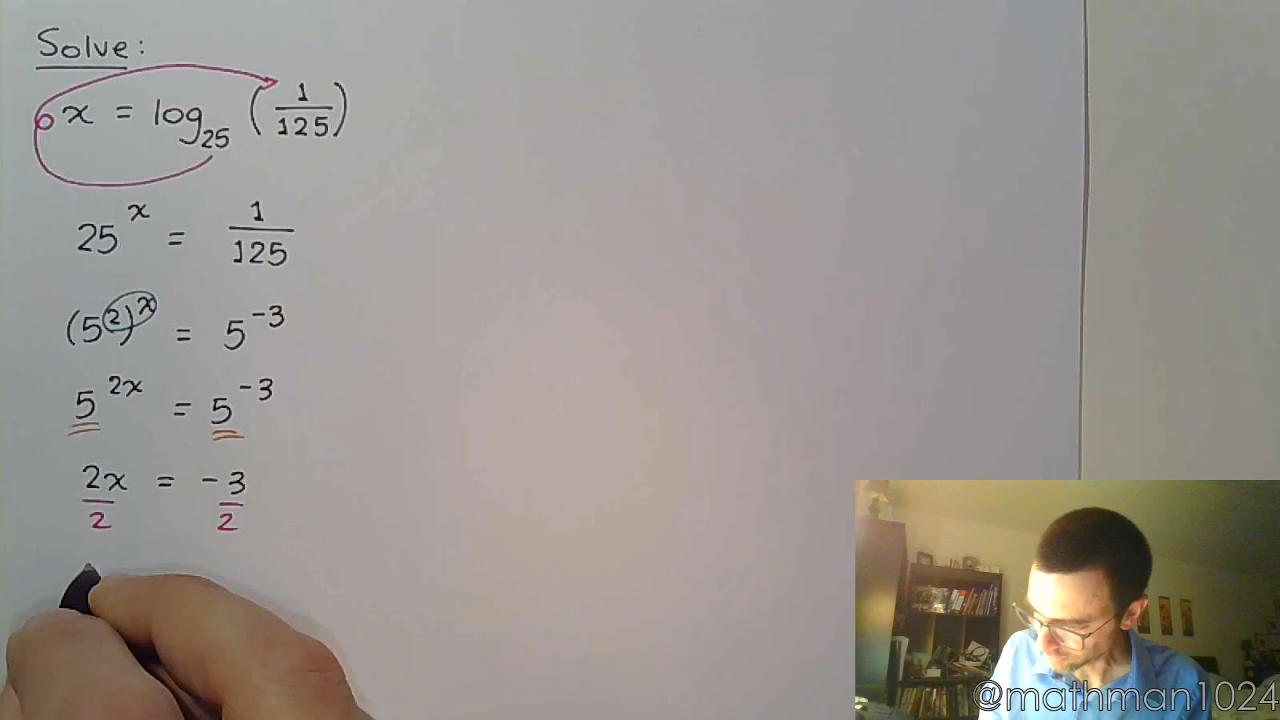 Solve:
x = log₂₅ (1/125)
25^x = 1/125
(5^2)^x = 5^-3
5^2x = 5^-3
2x/2 = -3/2
@mathman1024